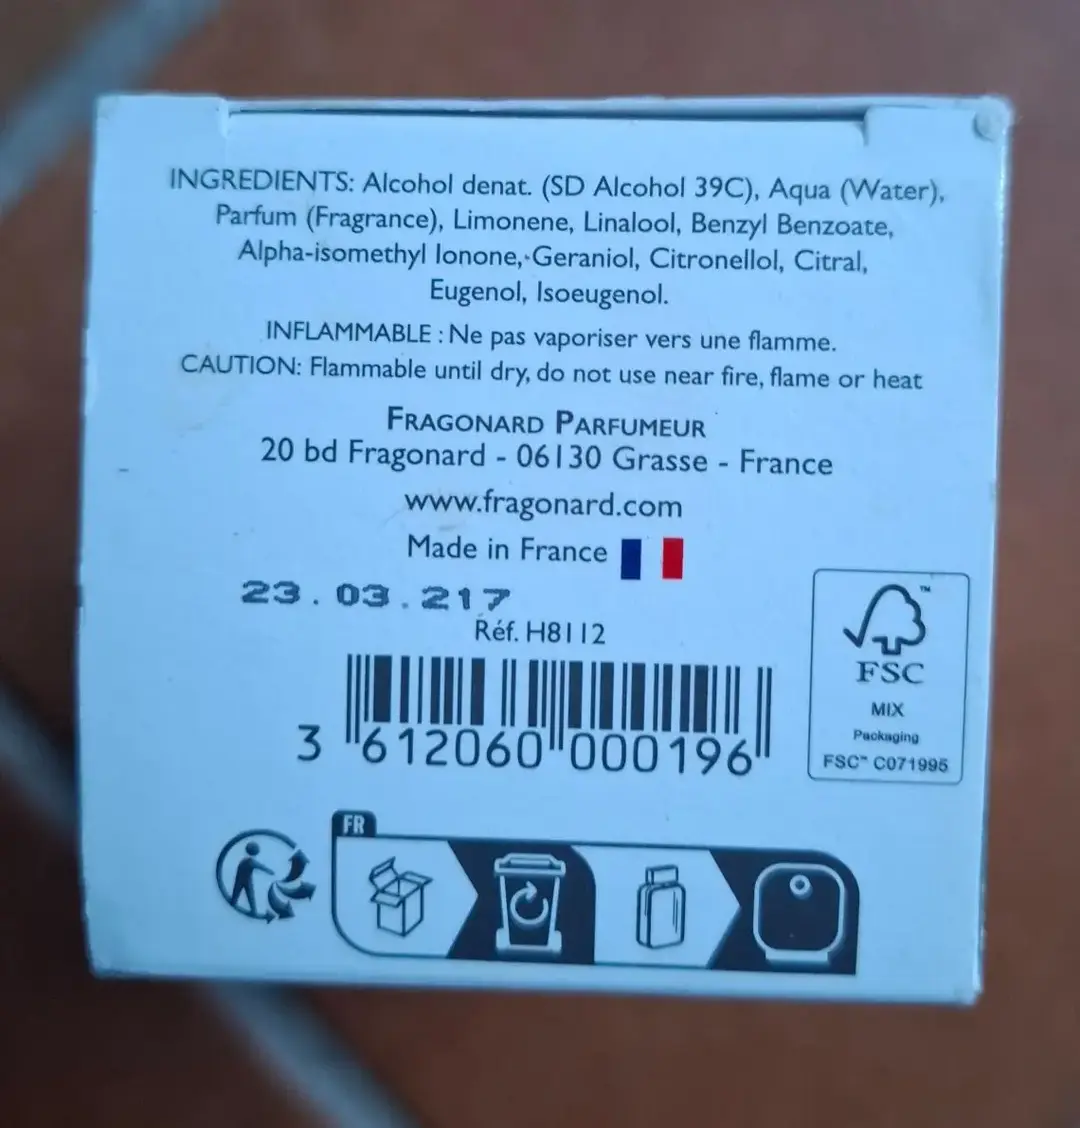 INGREDIENTS: Alcohol denat. (SD Alcohol 39C), Aqua (Water),
Parfum (Fragrance), Limonene, Linalool, Benzyl Benzoate,
Alpha-isomethyl Ionone, Geraniol, Citronellol, Citral,
Eugenol, Isoeugenol.
INFLAMMABLE : Ne pas vaporiser vers une flamme.
CAUTION: Flammable until dry, do not use near fire, flame or heat
FRAGONARD PARFUMEUR
20 bd Fragonard - 06130 Grasse - France
www.fragonard.com
Made in France
23.03.217
Réf. H8112
3 612060 000196
FSC™
MIX
Packaging
FSC™ C071995
FR